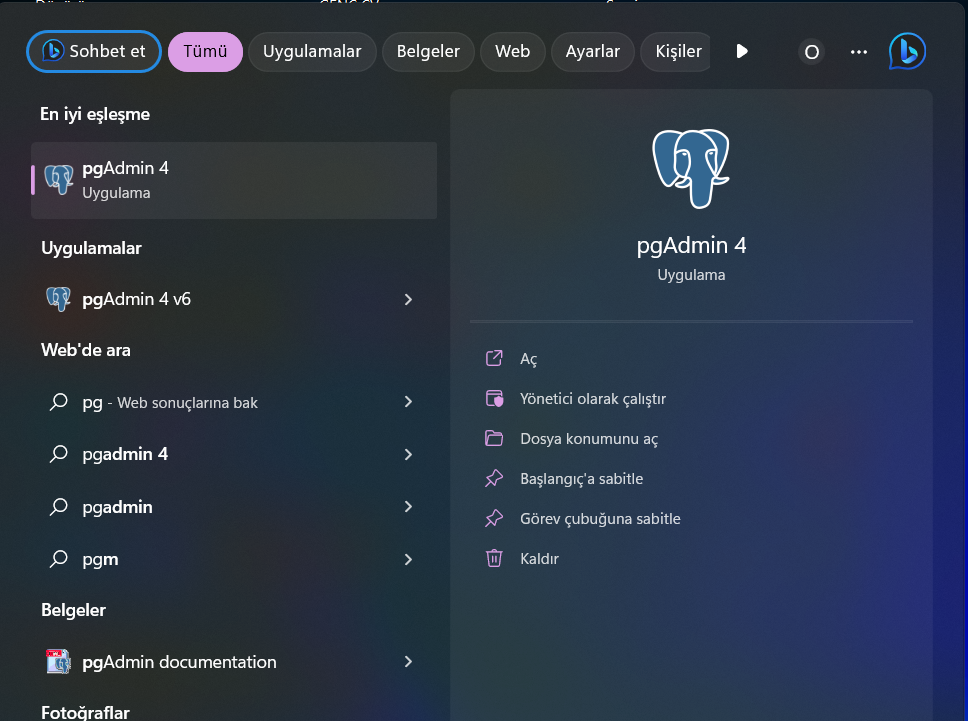 Sohbet et
Tümü
Uygulamalar
Belgeler
Web
Ayarlar
Kişiler
O
En iyi eşleşme
pgAdmin 4
Uygulama
Uygulamalar
pgAdmin 4 v6
Web'de ara
pg - Web sonuçlarına bak
pgadmin 4
pgadmin
pgm
Belgeler
pgAdmin documentation
Fotoğraflar
pgAdmin 4
Uygulama
Aç
Yönetici olarak çalıştır
Dosya konumunu aç
Başlangıç'a sabitle
Görev çubuğuna sabitle
Kaldır